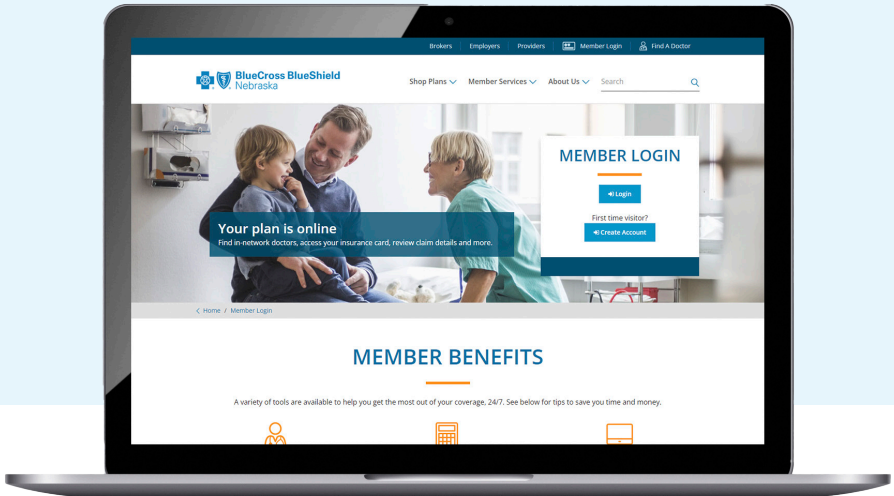 Brokers Employers Providers Member Login Find A Doctor
BlueCross BlueShield
Nebraska
Shop Plans Member Services About Us Search
MEMBER LOGIN
Login
First time visitor?
Create Account
Your plan is online
Find in-network doctors, access your insurance card, review claim details and more.
Home / Member Login
MEMBER BENEFITS
A variety of tools are available to help you get the most out of your coverage, 24/7. See below for tips to save you time and money.